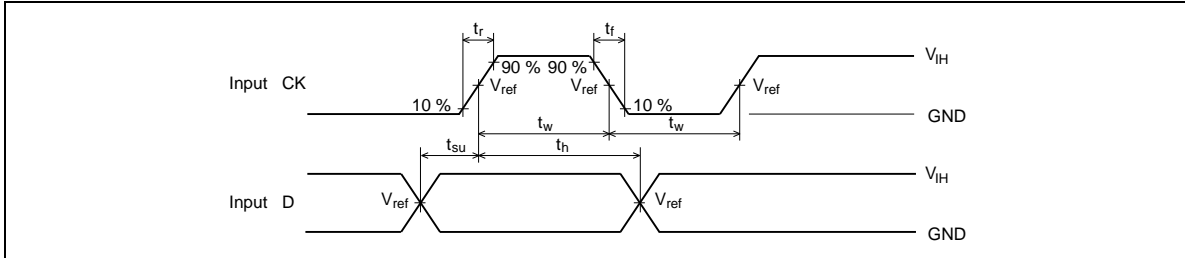 tr tf
VIH
90 % 90 %
Input CK Vref Vref Vref
10 % 10 %
GND
tw tw
tsu th
VIH
Input D Vref Vref
GND